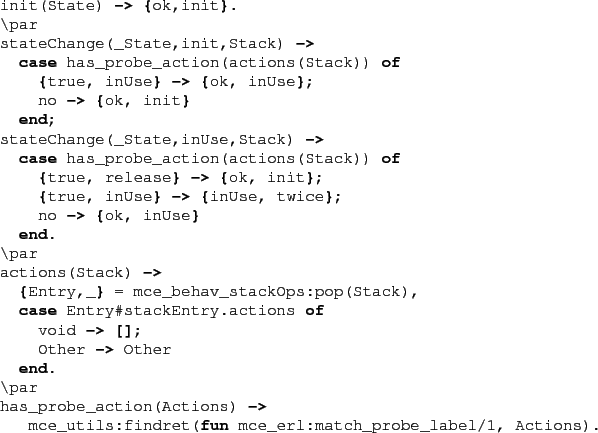 init(State) -> {ok,init}.
\par
stateChange(_State,init,Stack) ->
  case has_probe_action(actions(Stack)) of
    {true, inUse} -> {ok, inUse};
    no -> {ok, init}
  end;
stateChange(_State,inUse,Stack) ->
  case has_probe_action(actions(Stack)) of
    {true, release} -> {ok, init};
    {true, inUse} -> {inUse, twice};
    no -> {ok, inUse}
  end.
\par
actions(Stack) ->
  {Entry,_} = mce_behav_stackOps:pop(Stack),
  case Entry#stackEntry.actions of
    void -> [];
    Other -> Other
  end.
\par
has_probe_action(Actions) ->
   mce_utils:findret(fun mce_erl:match_probe_label/1, Actions).